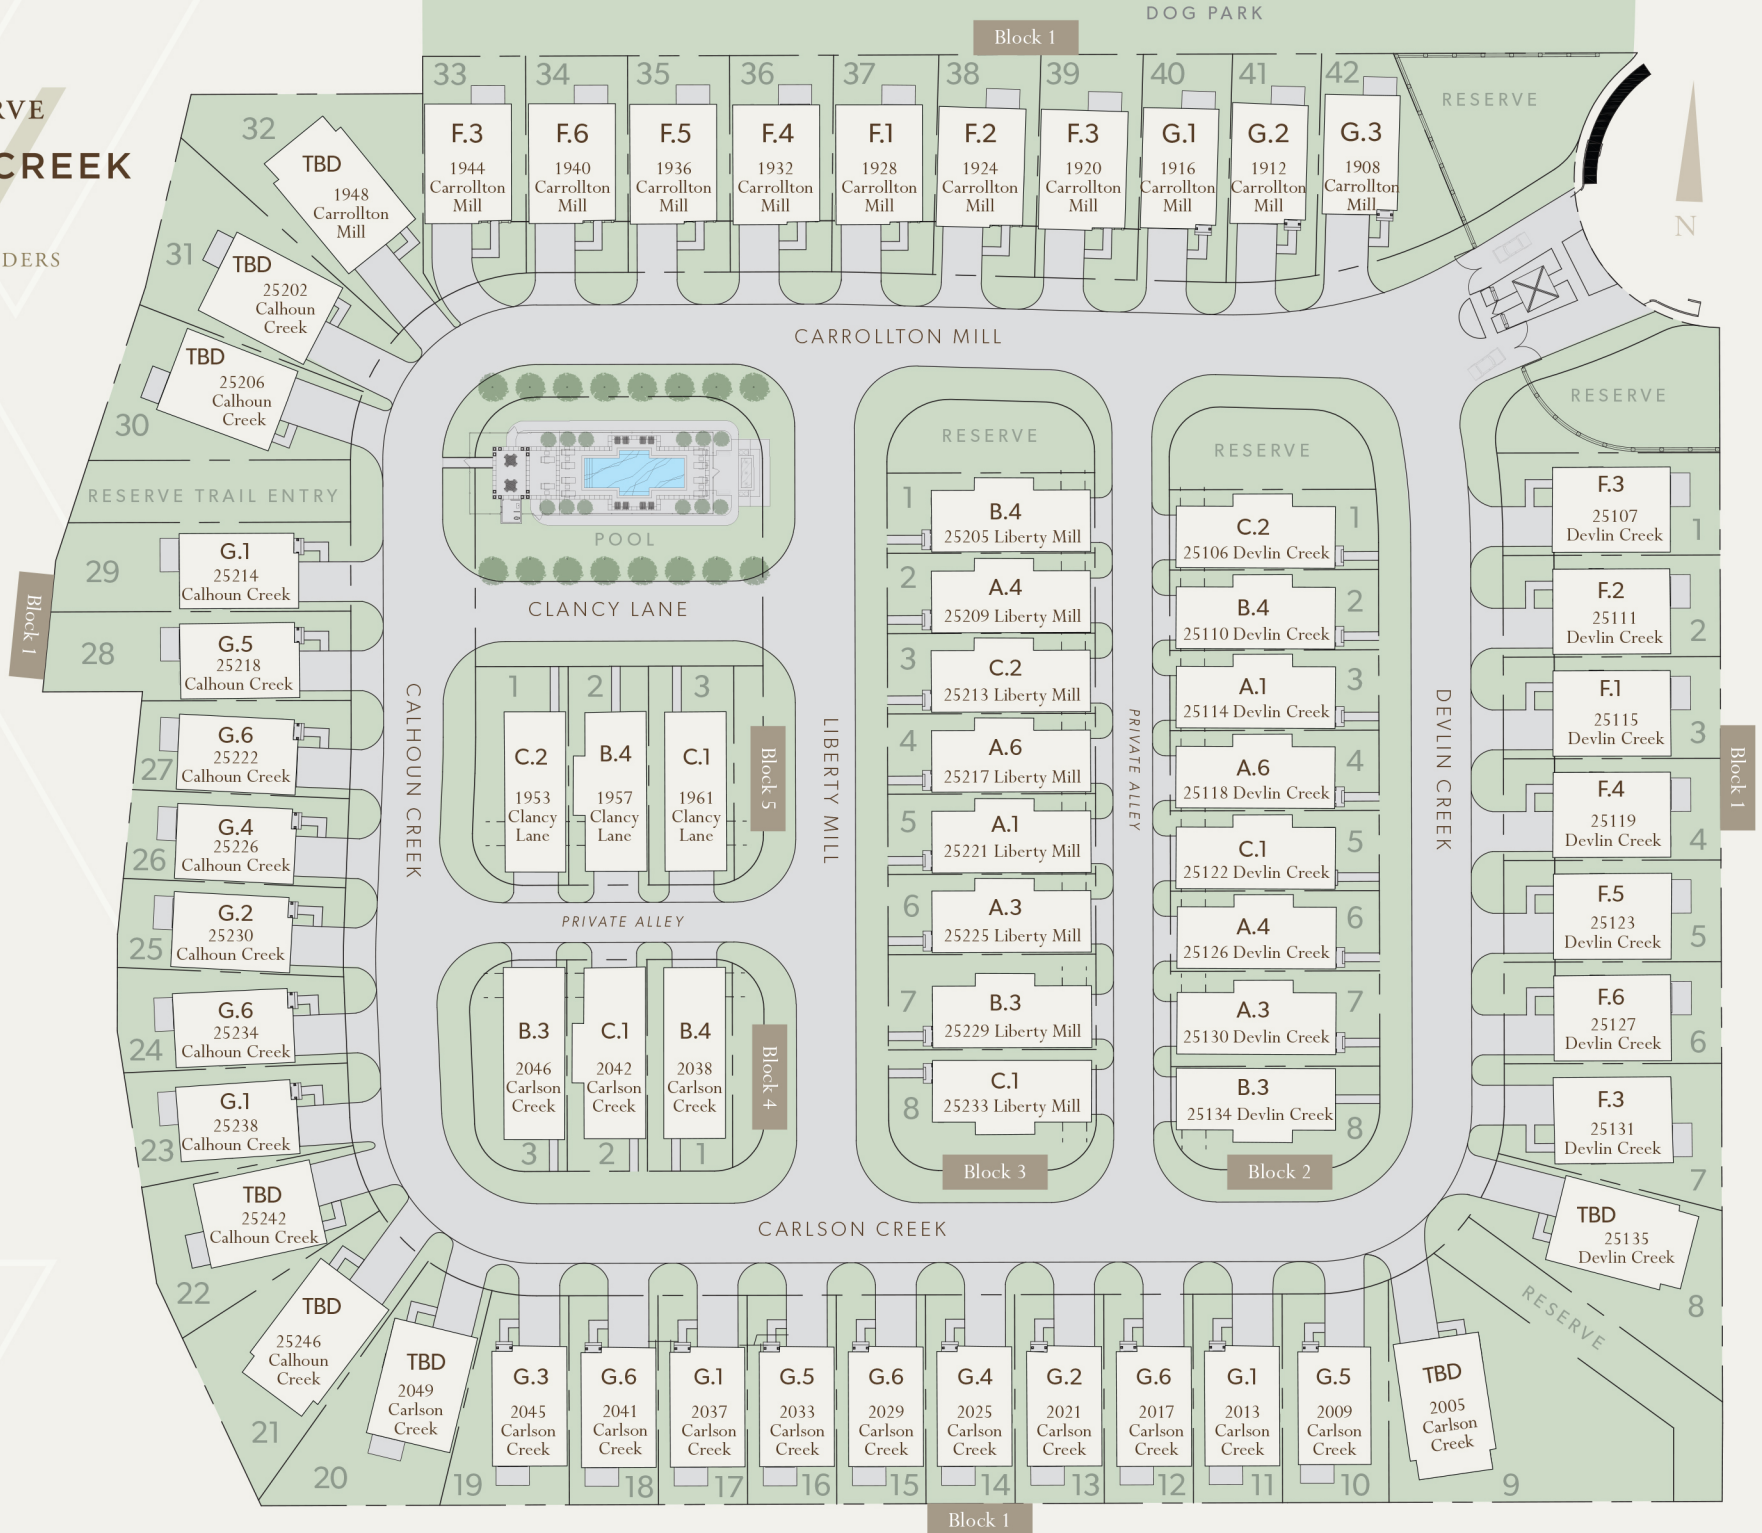 DOG PARK
Block 1
RVE
CREEK
DERS
N
RESERVE
33
F.3
1944
Carrollton
Mill
34
F.6
1940
Carrollton
Mill
35
F.5
1936
Carrollton
Mill
36
F.4
1932
Carrollton
Mill
37
F.1
1928
Carrollton
Mill
38
F.2
1924
Carrollton
Mill
39
F.3
1920
Carrollton
Mill
40
G.1
1916
Carrollton
Mill
41
G.2
1912
Carrollton
Mill
42
G.3
1908
Carrollton
Mill
32
TBD
1948
Carrollton
Mill
31
TBD
25202
Calhoun
Creek
30
TBD
25206
Calhoun
Creek
RESERVE TRAIL ENTRY
29
G.1
25214
Calhoun Creek
Block 1
28
G.5
25218
Calhoun Creek
27
G.6
25222
Calhoun Creek
26
G.4
25226
Calhoun Creek
25
G.2
25230
Calhoun Creek
24
G.6
25234
Calhoun Creek
23
G.1
25238
Calhoun Creek
22
TBD
25242
Calhoun Creek
21
TBD
25246
Calhoun
Creek
20
TBD
2049
Carlson
Creek
CARROLLTON MILL
POOL
CLANCY LANE
CALHOUN CREEK
1
C.2
1953
Clancy
Lane
2
B.4
1957
Clancy
Lane
3
C.1
1961
Clancy
Lane
Block 5
PRIVATE ALLEY
B.3
2046
Carlson
Creek
3
C.1
2042
Carlson
Creek
2
B.4
2038
Carlson
Creek
1
Block 4
LIBERTY MILL
RESERVE
1
B.4
25205 Liberty Mill
2
A.4
25209 Liberty Mill
3
C.2
25213 Liberty Mill
4
A.6
25217 Liberty Mill
5
A.1
25221 Liberty Mill
6
A.3
25225 Liberty Mill
7
B.3
25229 Liberty Mill
8
C.1
25233 Liberty Mill
Block 3
PRIVATE ALLEY
RESERVE
1
C.2
25106 Devlin Creek
2
B.4
25110 Devlin Creek
3
A.1
25114 Devlin Creek
4
A.6
25118 Devlin Creek
5
C.1
25122 Devlin Creek
6
A.4
25126 Devlin Creek
7
A.3
25130 Devlin Creek
8
B.3
25134 Devlin Creek
Block 2
DEVLIN CREEK
RESERVE
F.3
25107
Devlin Creek
1
F.2
25111
Devlin Creek
2
F.1
25115
Devlin Creek
3
Block 1
F.4
25119
Devlin Creek
4
F.5
25123
Devlin Creek
5
F.6
25127
Devlin Creek
6
F.3
25131
Devlin Creek
7
TBD
25135
Devlin Creek
8
RESERVE
CARLSON CREEK
G.3
2045
Carlson
Creek
19
G.6
2041
Carlson
Creek
18
G.1
2037
Carlson
Creek
17
G.5
2033
Carlson
Creek
16
G.6
2029
Carlson
Creek
15
G.4
2025
Carlson
Creek
14
G.2
2021
Carlson
Creek
13
G.6
2017
Carlson
Creek
12
G.1
2013
Carlson
Creek
11
G.5
2009
Carlson
Creek
10
TBD
2005
Carlson
Creek
9
Block 1